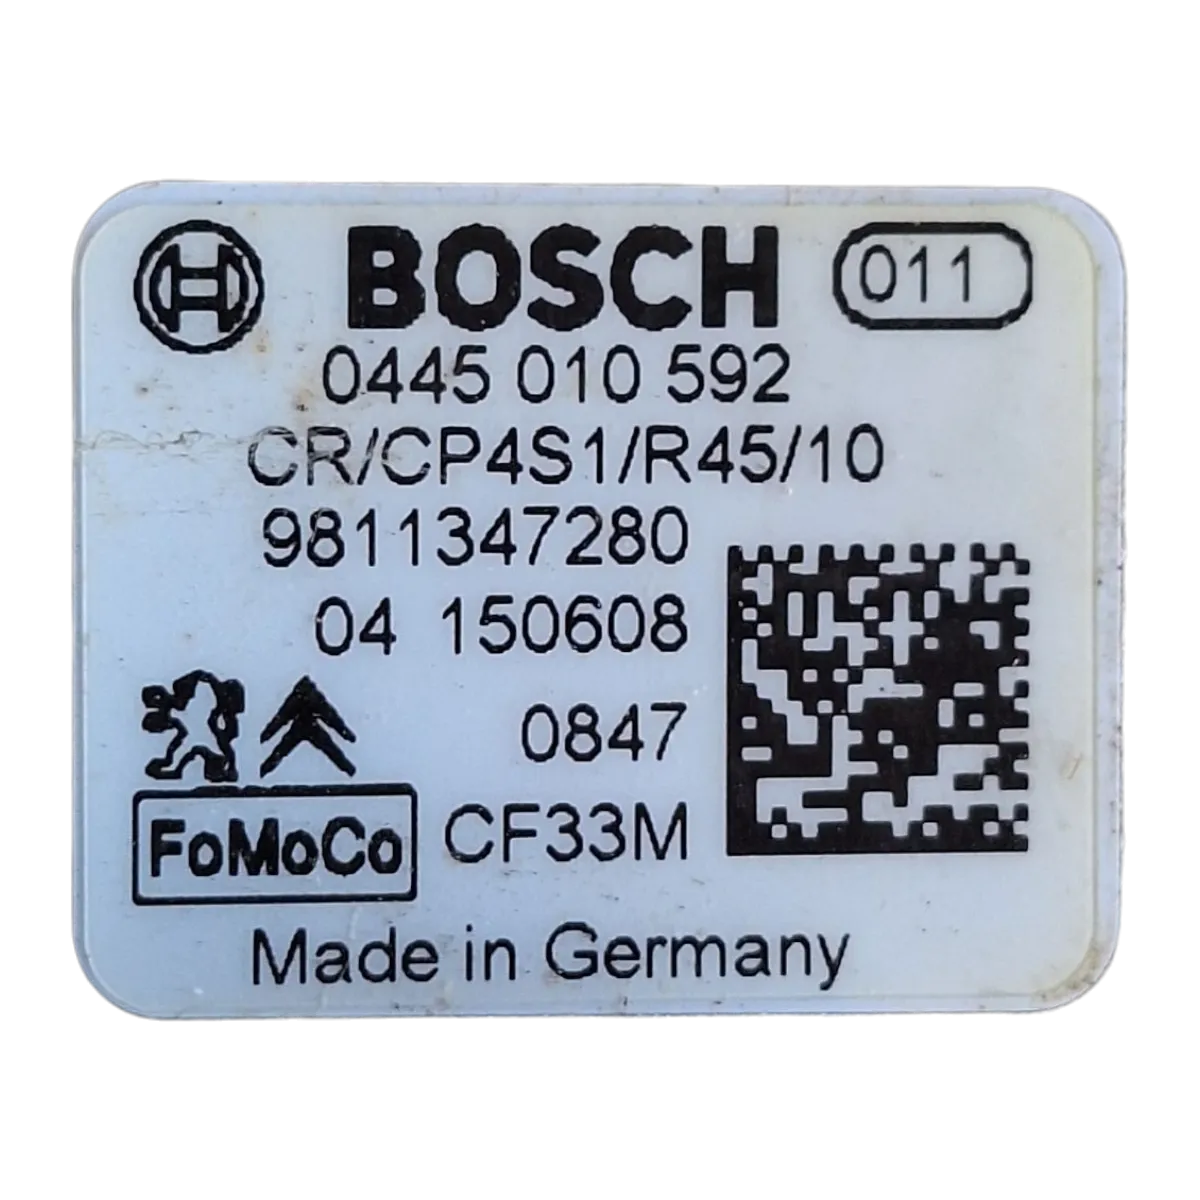 BOSCH 011
0445 010 592
CR/CP4S1/R45/10
9811347280
04 150608
0847
FoMoCo CF33M
Made in Germany